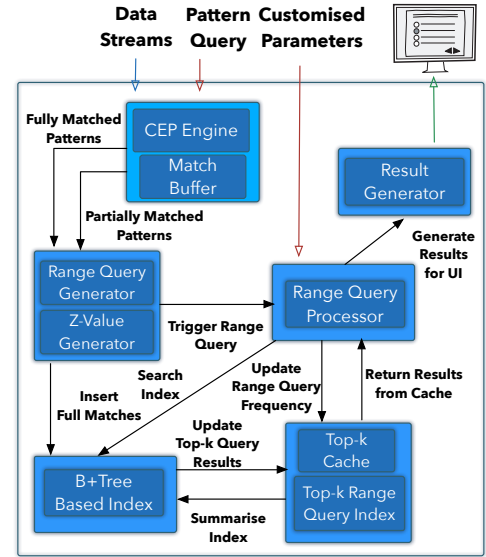 Data
Streams
Pattern
Query
Customised
Parameters
Fully Matched
Patterns
CEP Engine
Match
Buffer
Result
Generator
Partially Matched
Patterns
Generate
Results
for UI
Range Query
Generator
Z-Value
Generator
Trigger Range
Query
Range Query
Processor
Insert
Full Matches
Search
Index
Update
Range Query
Frequency
Return Results
from Cache
Update
Top-k Query
Results
Top-k
Cache
Top-k Range
Query Index
B+Tree
Based Index
Summarise
Index